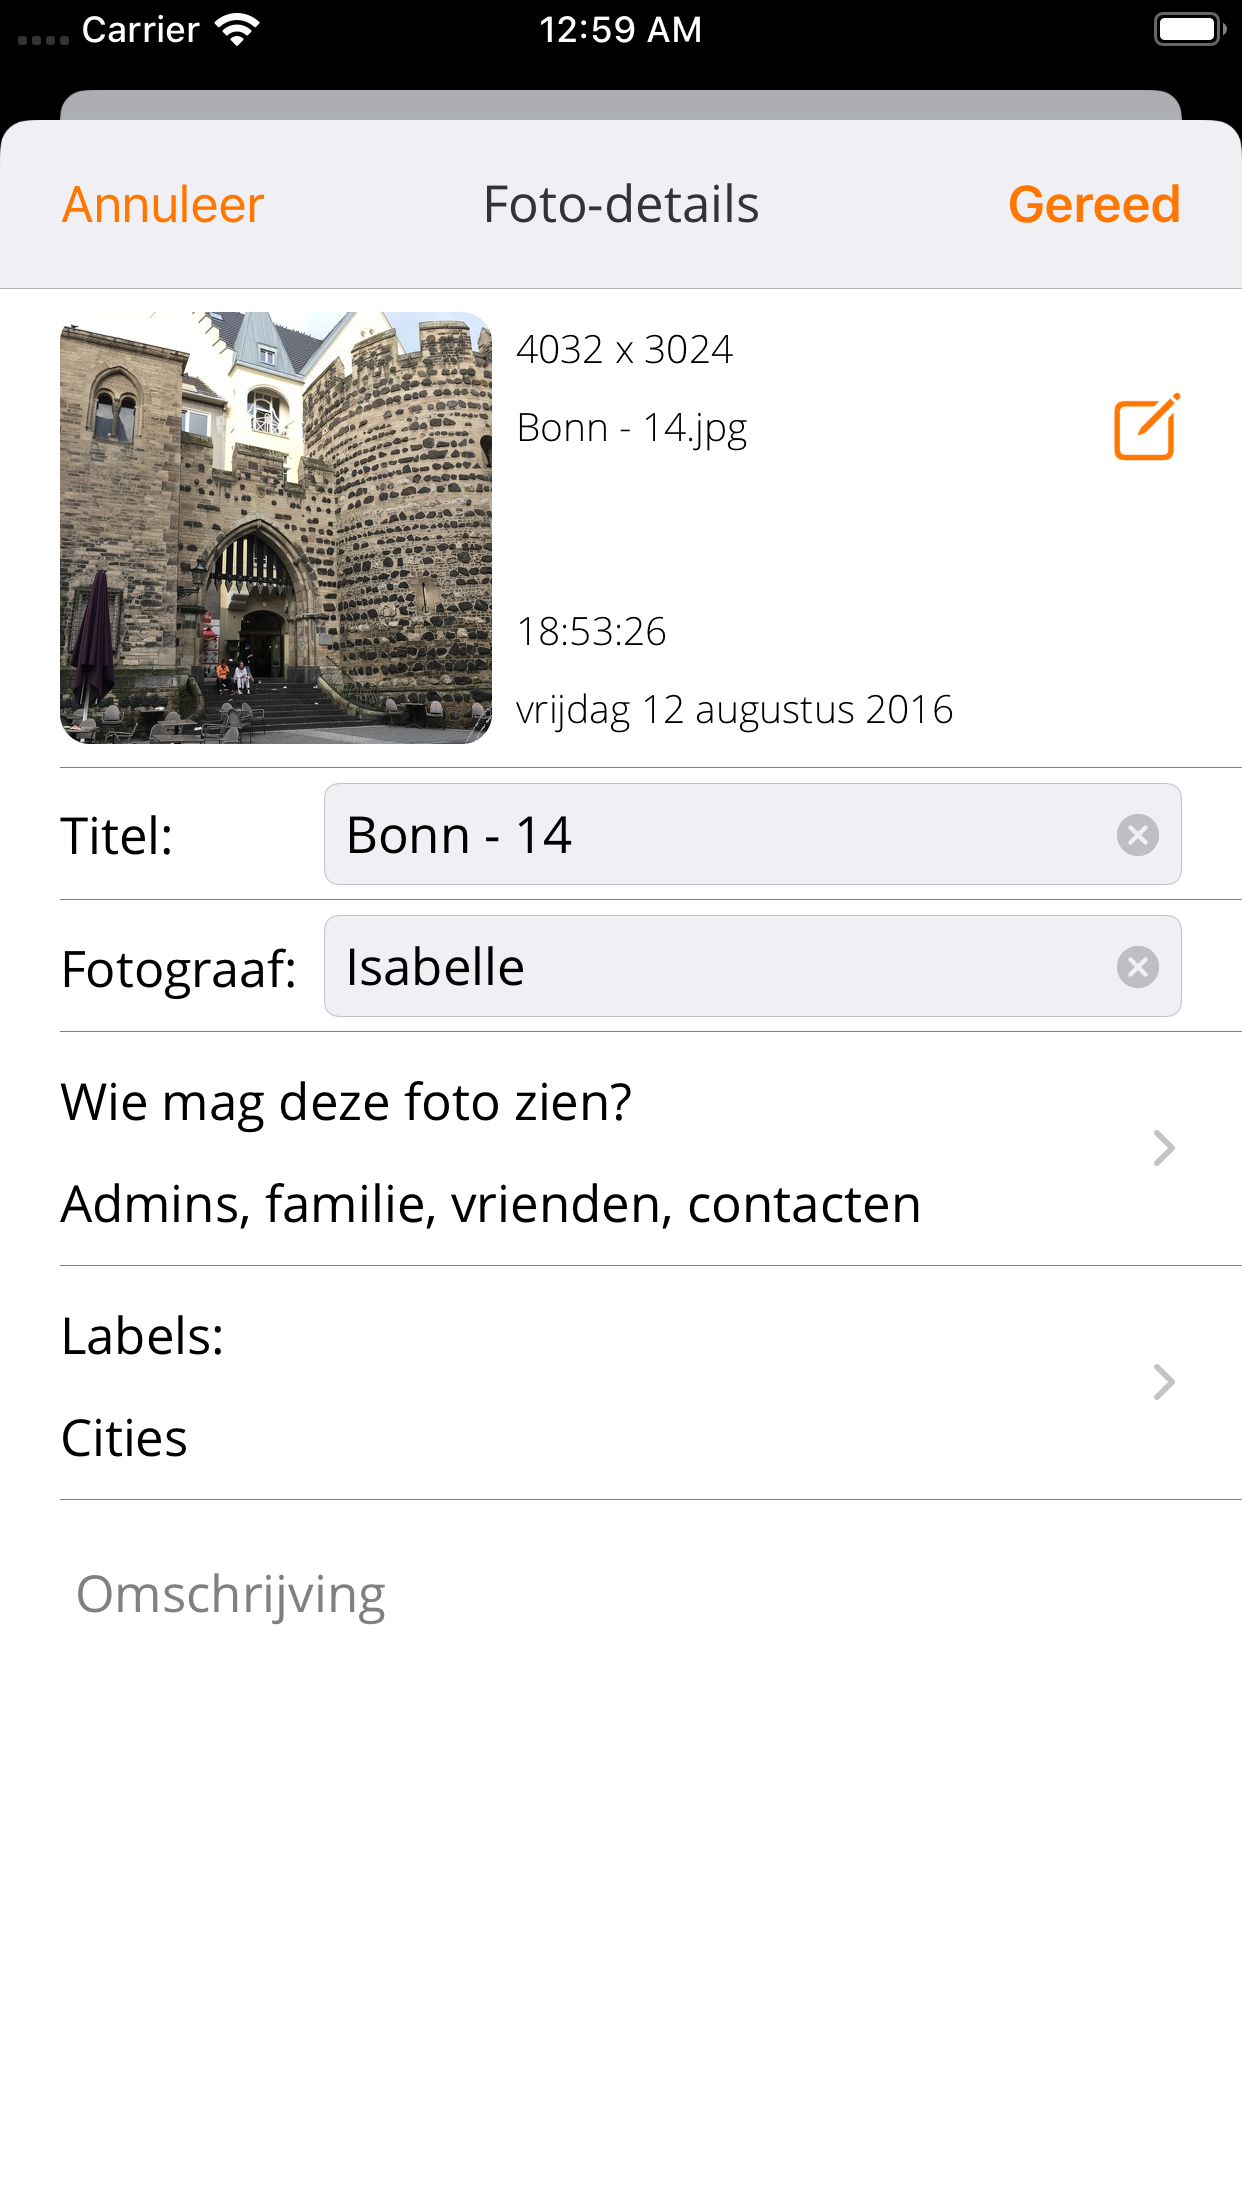 Carrier 12:59 AM
Annuleer Foto-details Gereed
4032 x 3024
Bonn - 14.jpg
18:53:26
vrijdag 12 augustus 2016
Titel: Bonn - 14
Fotograaf: Isabelle
Wie mag deze foto zien?
Admins, familie, vrienden, contacten
Labels:
Cities
Omschrijving